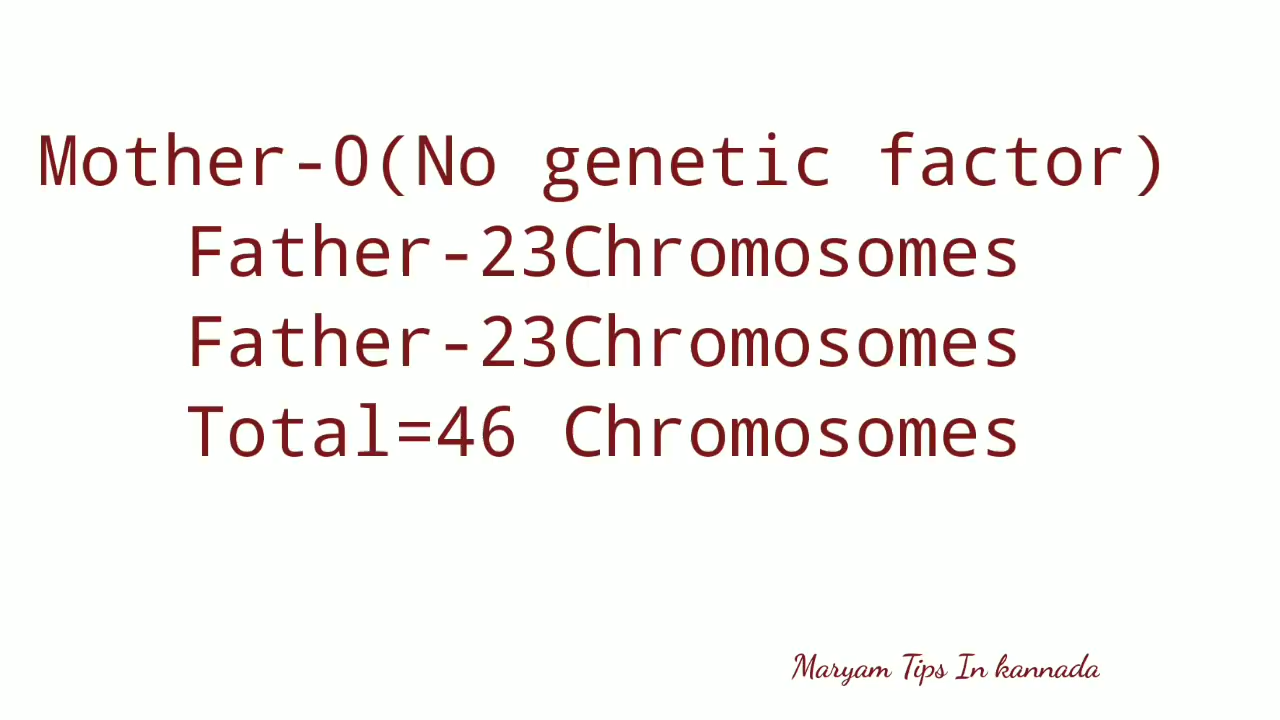 Mother-0(No genetic factor)
Father-23Chromosomes
Father-23Chromosomes
Total=46 Chromosomes
Maryam Tips In kannada